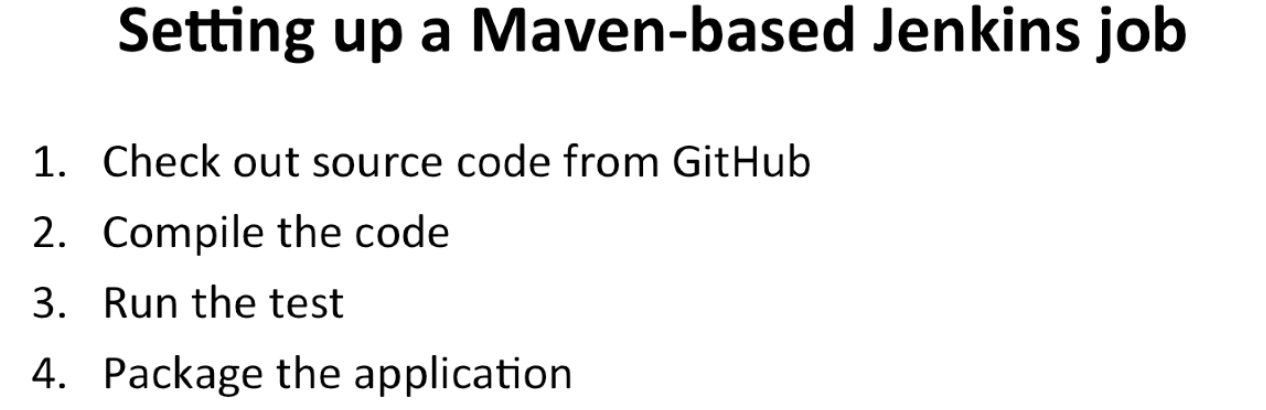 Setting up a Maven-based Jenkins job
1. Check out source code from GitHub
2. Compile the code
3. Run the test
4. Package the application